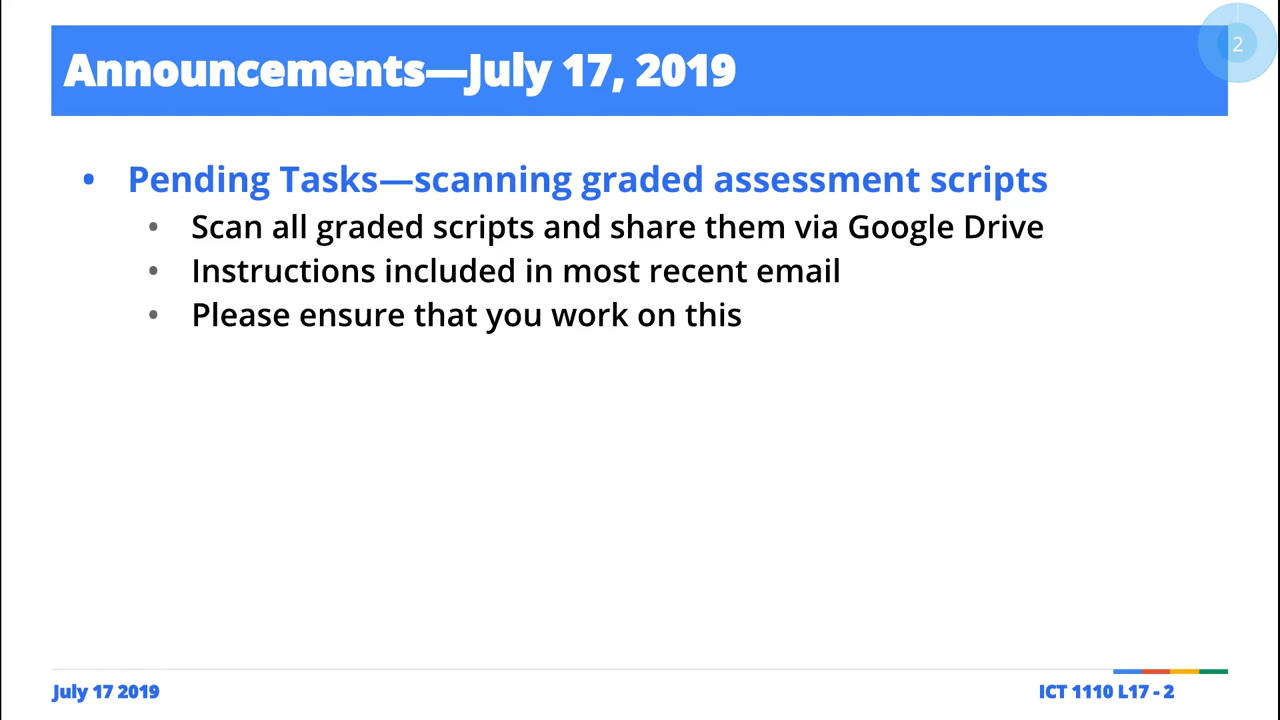 2
Announcements—July 17, 2019
• Pending Tasks—scanning graded assessment scripts
• Scan all graded scripts and share them via Google Drive
• Instructions included in most recent email
• Please ensure that you work on this
July 17 2019
ICT 1110 L17 - 2